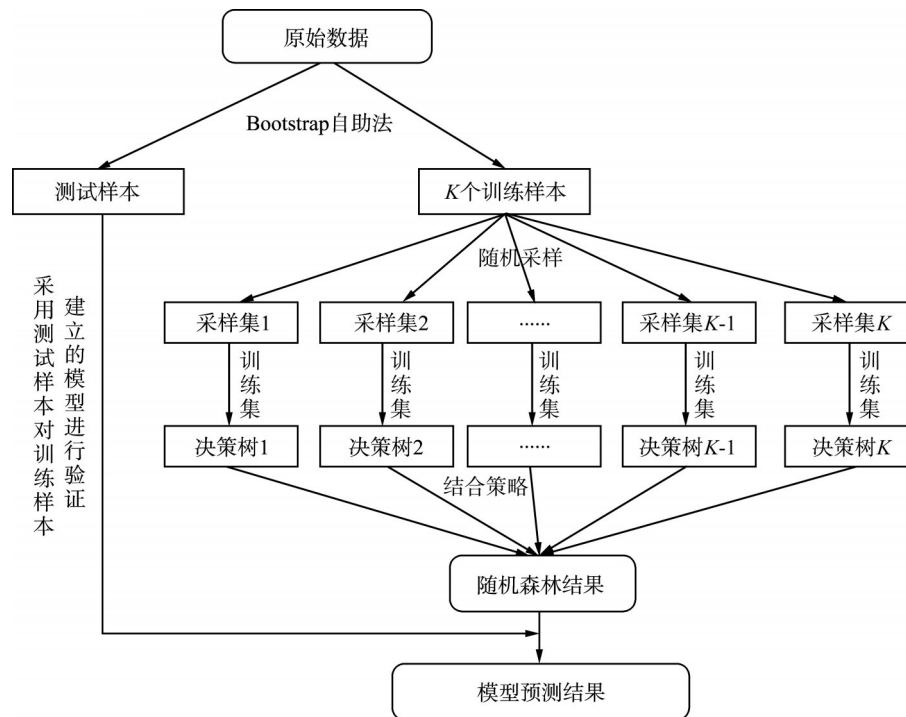 原始数据
Bootstrap自助法
测试样本
K个训练样本
随机采样
采样集1
采样集2
······
采样集K-1
采样集K
训练集
训练集
训练集
训练集
训练集
决策树1
决策树2
······
决策树K-1
决策树K
结合策略
采用测试样本对训练样本
建立的模型进行验证
随机森林结果
模型预测结果